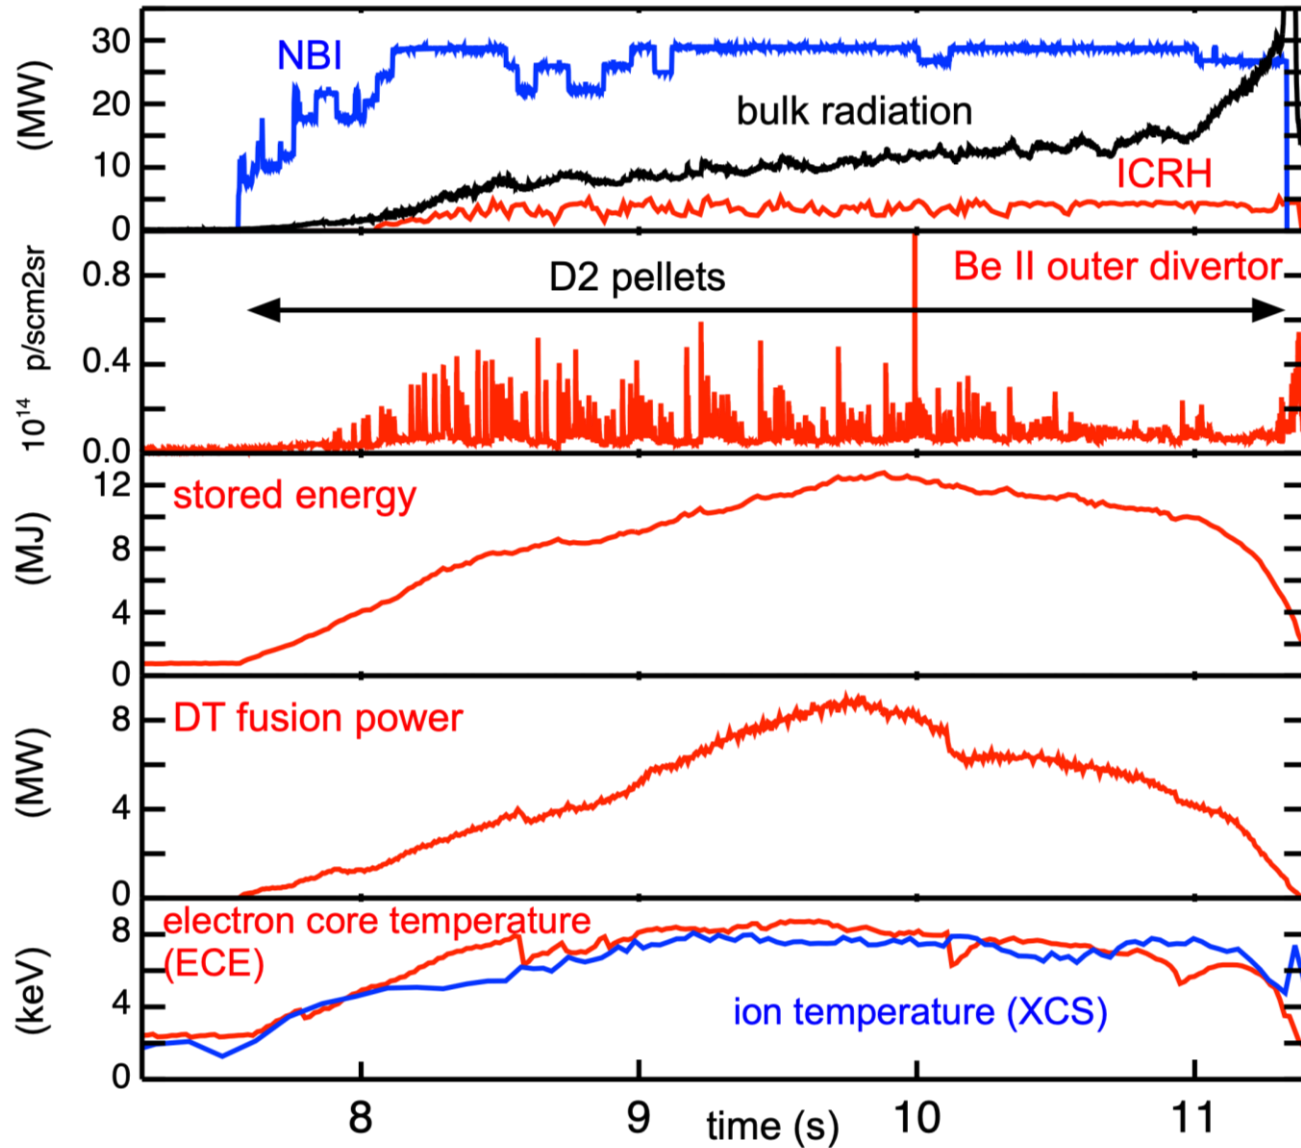 30
20
10
0
(MW)
NBI
bulk radiation
ICRH
0.8
0.4
0.0
10¹⁴ p/scm2sr
D2 pellets
Be II outer divertor
12
8
4
0
(MJ)
stored energy
8
4
0
(MW)
DT fusion power
8
4
0
(keV)
electron core temperature
(ECE)
ion temperature (XCS)
8
9
10
11
time (s)